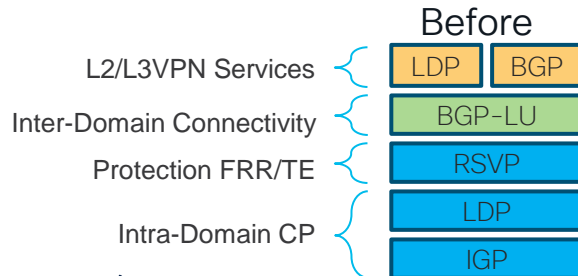 Before
L2/L3VPN Services
LDP
BGP
Inter-Domain Connectivity
BGP-LU
Protection FRR/TE
RSVP
Intra-Domain CP
LDP
IGP